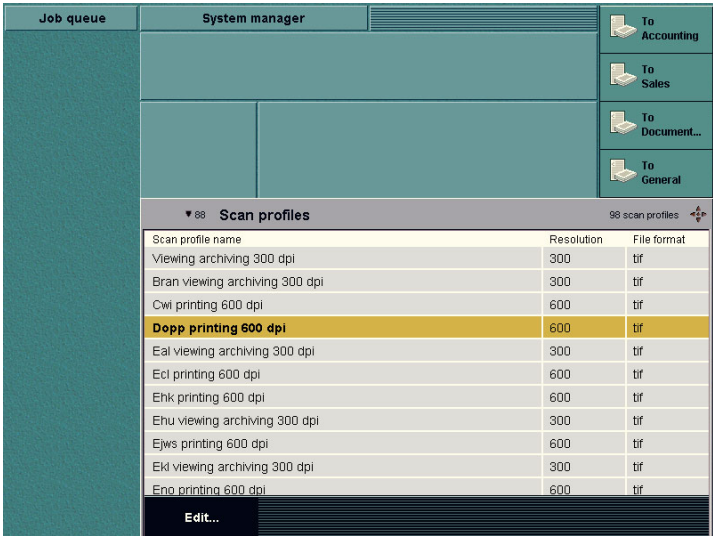 Job queue
System manager
To
Accounting
To
Sales
To
Document...
To
General
▼ 88 Scan profiles 98 scan profiles
Scan profile name Resolution File format
Viewing archiving 300 dpi 300 tif
Bran viewing archiving 300 dpi 300 tif
Cwi printing 600 dpi 600 tif
Dopp printing 600 dpi 600 tif
Eal viewing archiving 300 dpi 300 tif
Ecl printing 600 dpi 600 tif
Ehk printing 600 dpi 600 tif
Ehu viewing archiving 300 dpi 300 tif
Ejws printing 600 dpi 600 tif
Ekl viewing archiving 300 dpi 300 tif
Eno printing 600 dpi 600 tif
Edit...